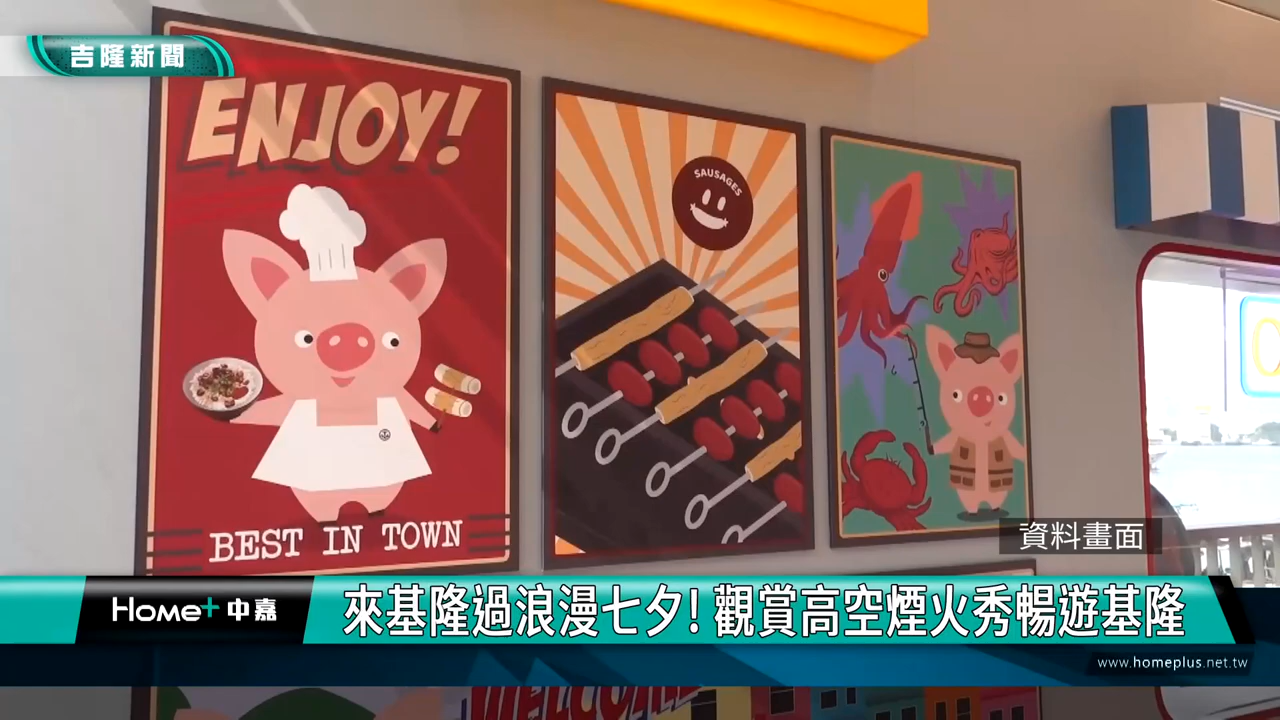 吉隆新聞
ENJOY!
BEST IN TOWN
SAUSAGES
資料畫面
Home+ 中嘉
來基隆過浪漫七夕! 觀賞高空煙火秀暢遊基隆
www.homeplus.net.tw
WELCOME